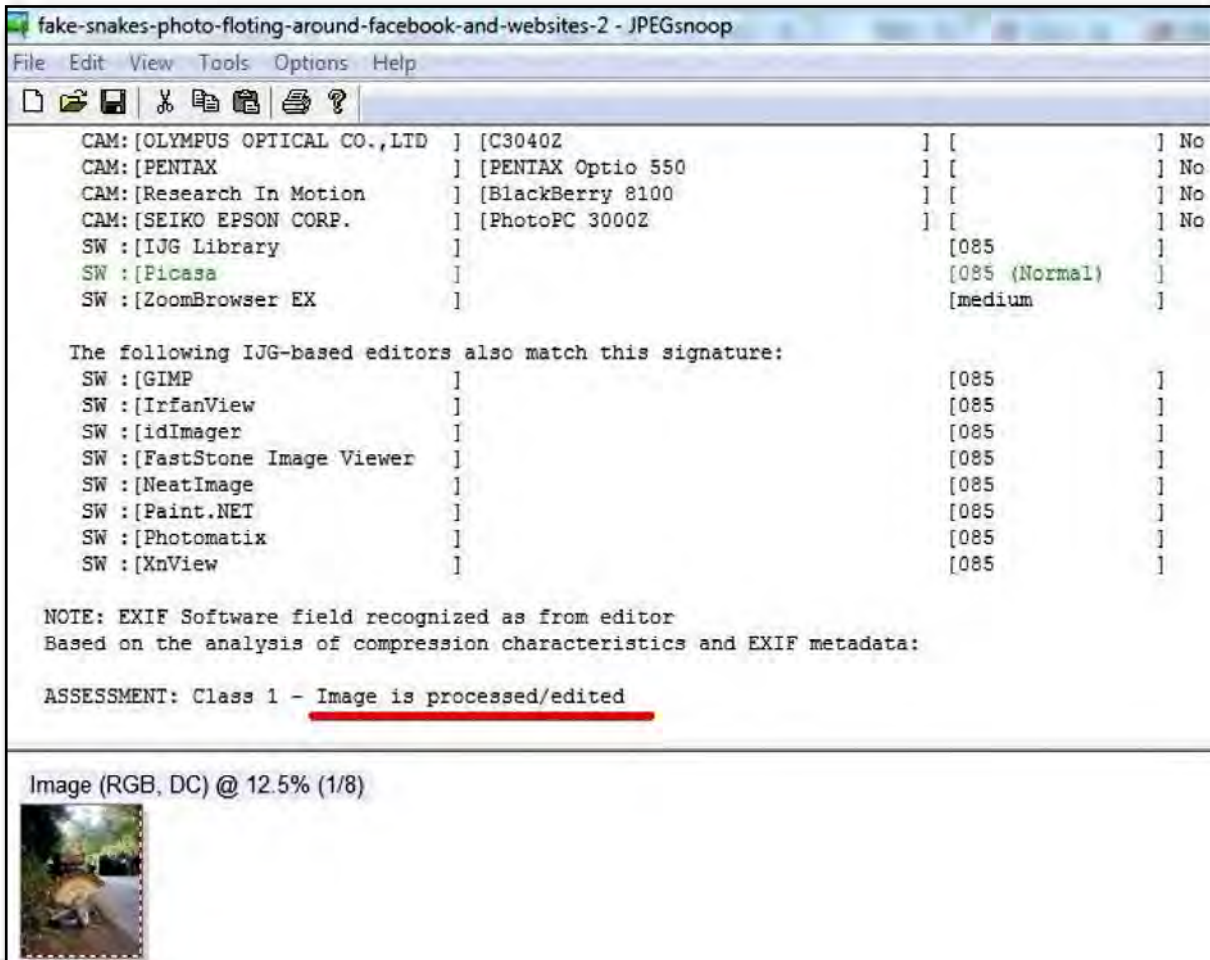 fake-snakes-photo-floting-around-facebook-and-websites-2 - JPEGsnoop
File Edit View Tools Options Help
CAM:[OLYMPUS OPTICAL CO.,LTD ] [C3040Z ] [ ] No
CAM:[PENTAX ] [PENTAX Optio 550 ] [ ] No
CAM:[Research In Motion ] [BlackBerry 8100 ] [ ] No
CAM:[SEIKO EPSON CORP. ] [PhotoPC 3000Z ] [ ] No
SW :[IJG Library ] [085 ]
SW :[Picasa ] [085 (Normal) ]
SW :[ZoomBrowser EX ] [medium ]
The following IJG-based editors also match this signature:
SW :[GIMP ] [085 ]
SW :[IrfanView ] [085 ]
SW :[idImager ] [085 ]
SW :[FastStone Image Viewer ] [085 ]
SW :[NeatImage ] [085 ]
SW :[Paint.NET ] [085 ]
SW :[Photomatix ] [085 ]
SW :[XnView ] [085 ]
NOTE: EXIF Software field recognized as from editor
Based on the analysis of compression characteristics and EXIF metadata:
ASSESSMENT: Class 1 - Image is processed/edited
Image (RGB, DC) @ 12.5% (1/8)